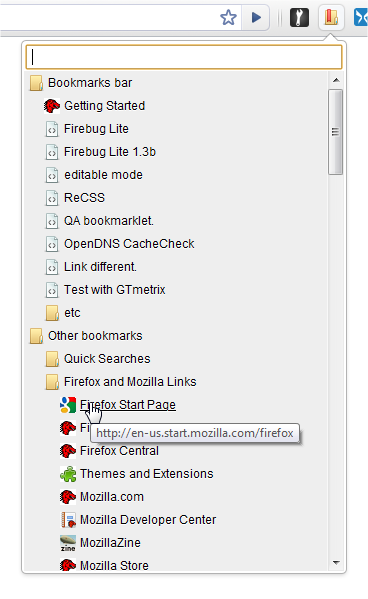 Bookmarks bar
Getting Started
Firebug Lite
Firebug Lite 1.3b
editable mode
ReCSS
QA bookmarklet.
OpenDNS CacheCheck
Link different.
Test with GTmetrix
etc
Other bookmarks
Quick Searches
Firefox and Mozilla Links
Firefox Start Page
http://en-us.start.mozilla.com/firefox
Firefox Central
Themes and Extensions
Mozilla.com
Mozilla Developer Center
MozillaZine
Mozilla Store